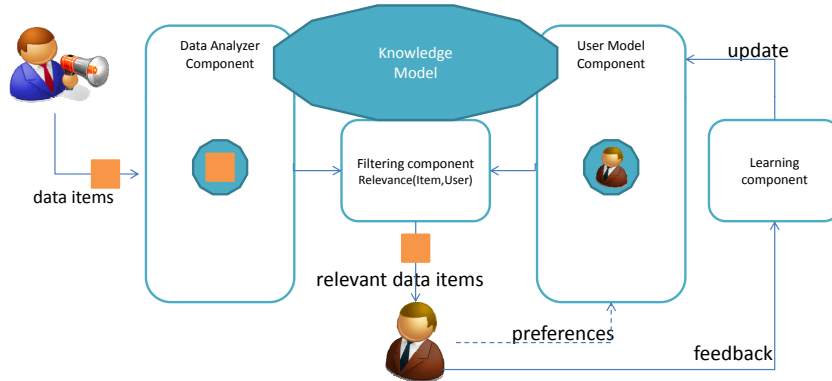 Data Analyzer
Component
Knowledge
Model
User Model
Component
update
Filtering component
Relevance(Item,User)
Learning
component
data items
relevant data items
preferences
feedback